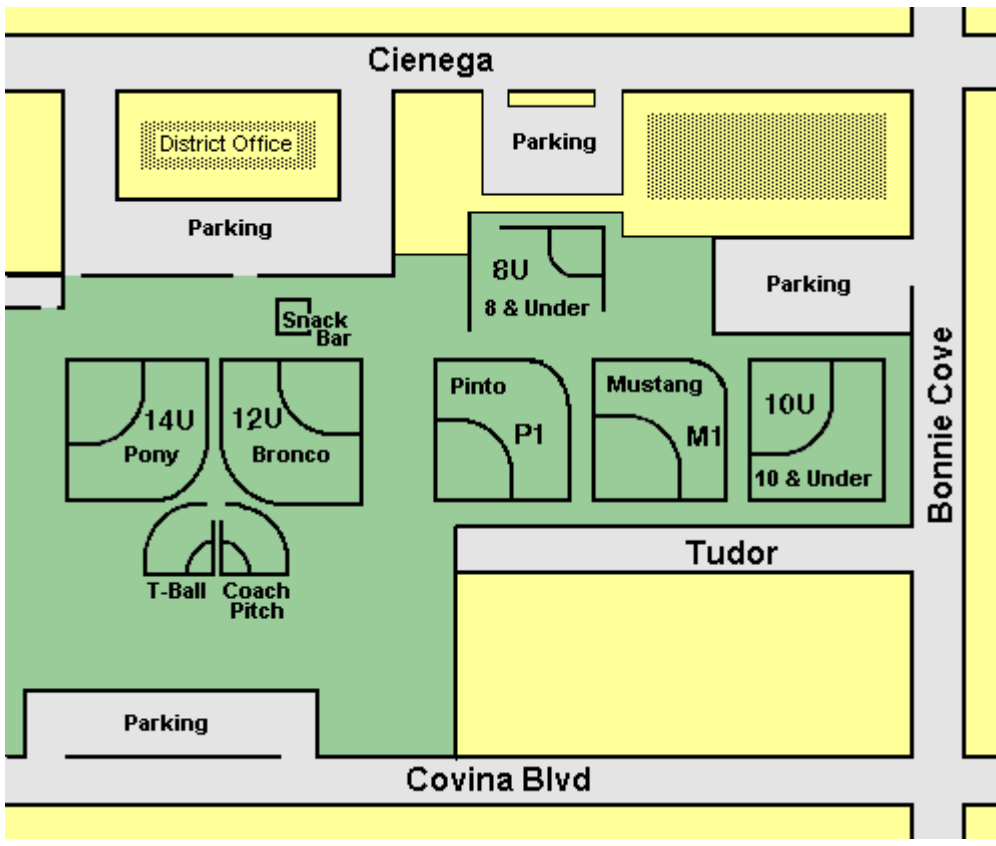 Cienega
District Office
Parking
Parking
Parking
8U
8 & Under
Snack
Bar
14U
Pony
12U
Bronco
Pinto
P1
Mustang
M1
10U
10 & Under
Bonnie Cove
T-Ball
Coach
Pitch
Tudor
Parking
Covina Blvd